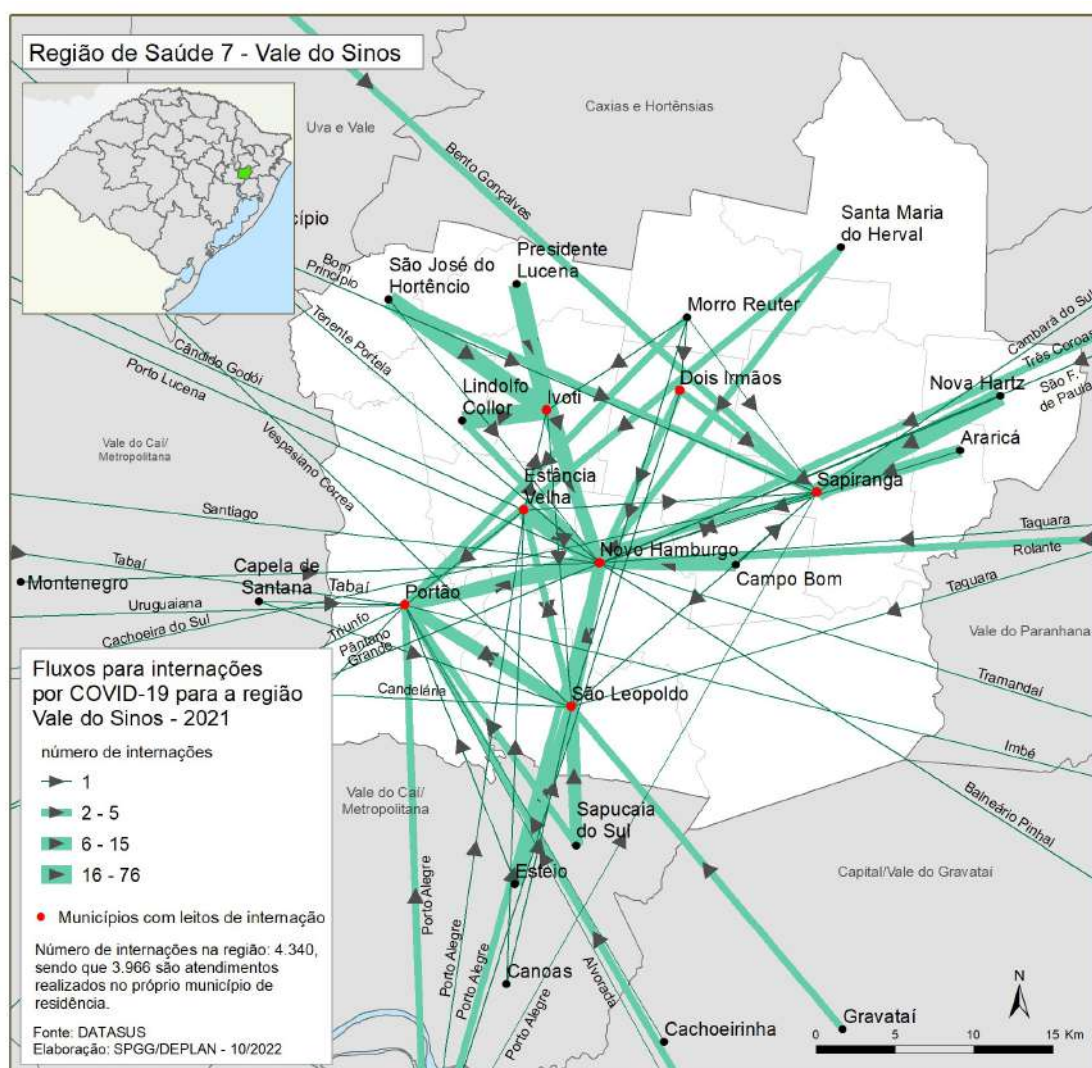 Região de Saúde 7 - Vale do Sinos
Caxias e Hortênsias
Uva e Vale
Bento Gonçalves
Santa Maria
do Herval
cípio
Presidente
Lucena
Bom
Princípio
São José do
Hortêncio
Morro Reuter
Cambará do Sul
Tenente Portela
Três Coroas
Cândido Godói
Dois Irmãos
Nova Hartz
São F.
de Paula
Porto Lucena
Lindolfo
Collor
Ivoti
Araricá
Vale do Caí/
Metropolitana
Vespasiano Correa
Estância
Velha
Sapiranga
Santiago
Taquara
Novo Hamburgo
Rolante
Tabaí
Capela de
Santana
Campo Bom
Montenegro
Tabaí
Portão
Taquara
Uruguaiana
Triunfo
Cachoeira do Sul
Pântano
Grande
Vale do Paranhana
Fluxos para internações
por COVID-19 para a região
Vale do Sinos - 2021
Candelária
São Leopoldo
Tramandaí
Imbé
Balneário Pinhal
número de internações
1
2 - 5
6 - 15
16 - 76
Vale do Caí/
Metropolitana
Sapucaia
do Sul
Esteio
Capital/Vale do Gravataí
Municípios com leitos de internação
Número de internações na região: 4.340,
sendo que 3.966 são atendimentos
realizados no próprio município de
residência.
Fonte: DATASUS
Elaboração: SPGG/DEPLAN - 10/2022
Porto Alegre
Porto Alegre
Porto Alegre
Porto Alegre
Canoas
Alvorada
Cachoeirinha
Gravataí
N
0 5 10 15 Km